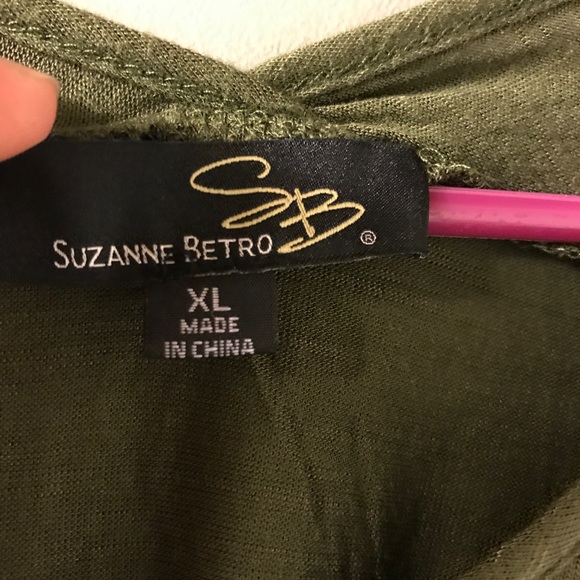 SB
SUZANNE BETRO ®
XL
MADE
IN CHINA